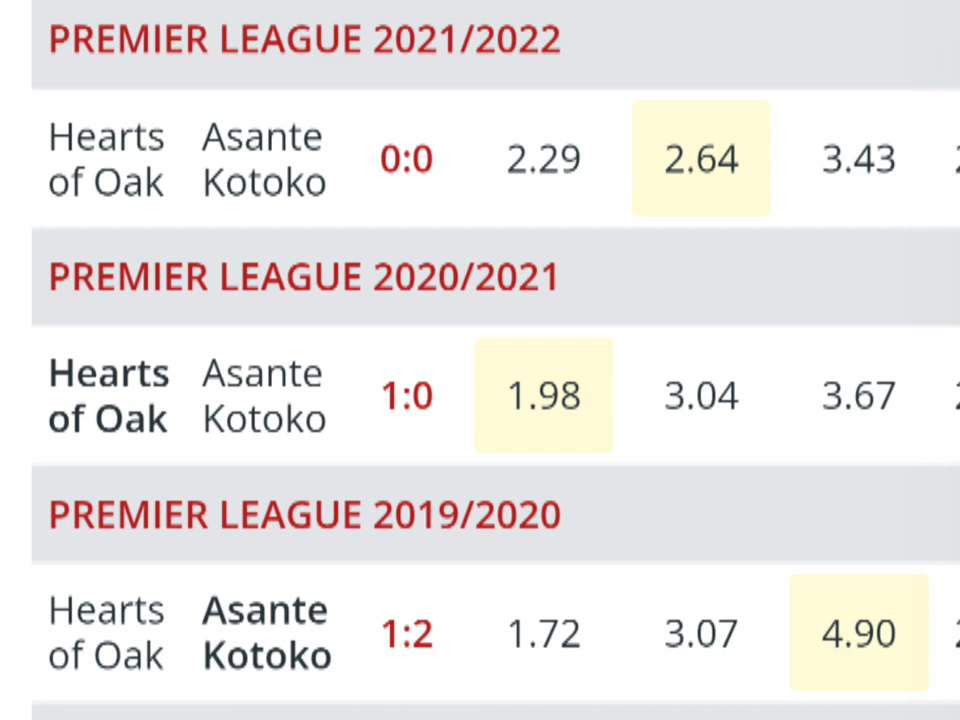 PREMIER LEAGUE 2021/2022
Hearts of Oak Asante Kotoko 0:0 2.29 2.64 3.43
PREMIER LEAGUE 2020/2021
Hearts of Oak Asante Kotoko 1:0 1.98 3.04 3.67
PREMIER LEAGUE 2019/2020
Hearts of Oak Asante Kotoko 1:2 1.72 3.07 4.90